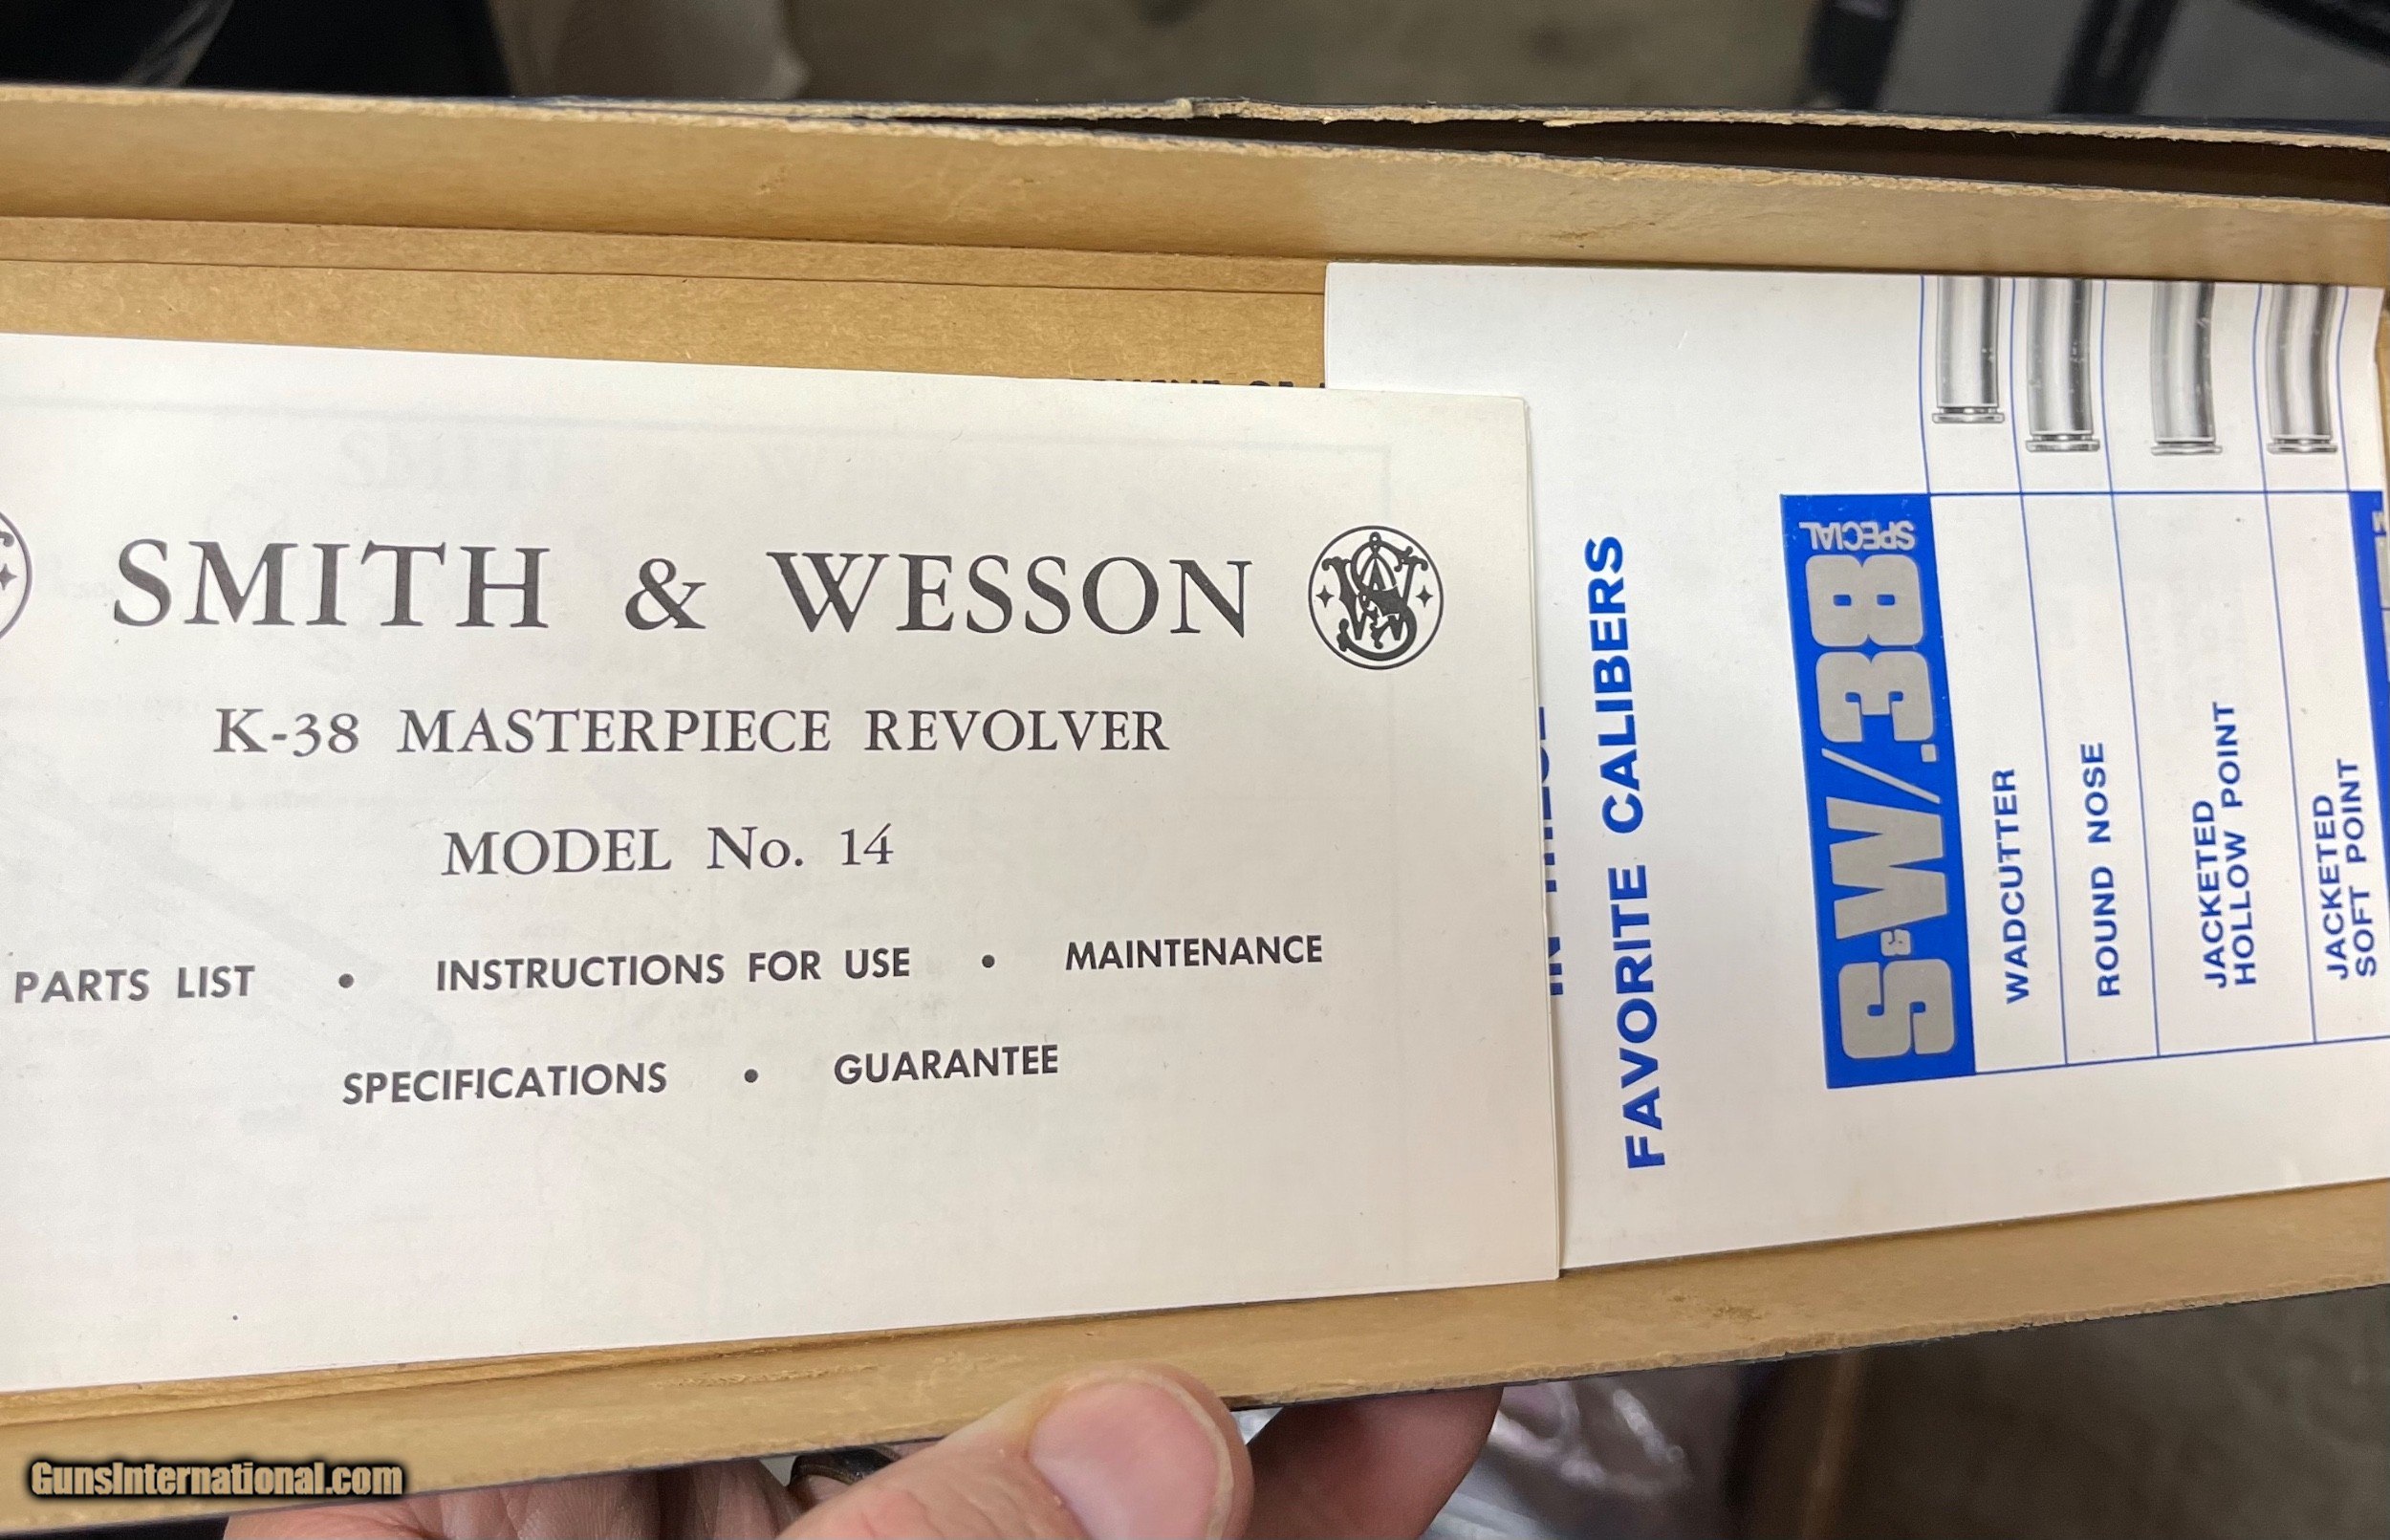 SMITH & WESSON
K-38 MASTERPIECE REVOLVER
MODEL No. 14
PARTS LIST • INSTRUCTIONS FOR USE • MAINTENANCE
SPECIFICATIONS • GUARANTEE
FAVORITE CALIBERS
S&W/.38 SPECIAL
WADCUTTER
ROUND NOSE
JACKETED
HOLLOW POINT
JACKETED
SOFT POINT
GunsInternational.com